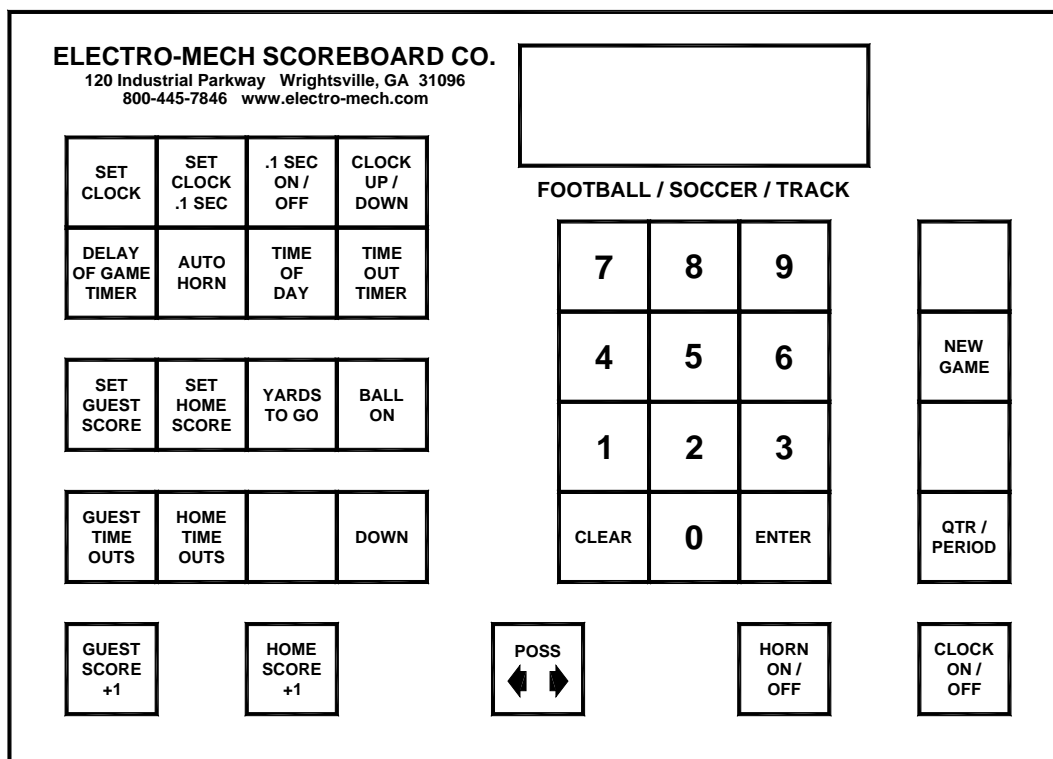 ELECTRO-MECH SCOREBOARD CO.
120 Industrial Parkway Wrightsville, GA 31096
800-445-7846 www.electro-mech.com
SET
CLOCK
SET
CLOCK
.1 SEC
.1 SEC
ON /
OFF
CLOCK
UP /
DOWN
DELAY
OF GAME
TIMER
AUTO
HORN
TIME
OF
DAY
TIME
OUT
TIMER
SET
GUEST
SCORE
SET
HOME
SCORE
YARDS
TO GO
BALL
ON
GUEST
TIME
OUTS
HOME
TIME
OUTS
DOWN
GUEST
SCORE
+1
HOME
SCORE
+1
FOOTBALL / SOCCER / TRACK
7
8
9
4
5
6
1
2
3
CLEAR
0
ENTER
NEW
GAME
QTR /
PERIOD
POSS
HORN
ON /
OFF
CLOCK
ON /
OFF